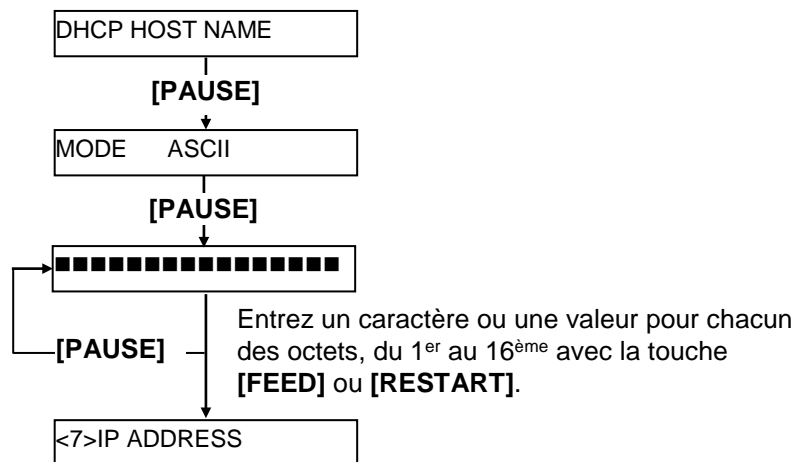 DHCP HOST NAME
[PAUSE]
MODE ASCII
[PAUSE]
■■■■■■■■■■■■■■■■
Entrez un caractère ou une valeur pour chacun
[PAUSE] des octets, du 1er au 16ème avec la touche
[FEED] ou [RESTART].
<7>IP ADDRESS